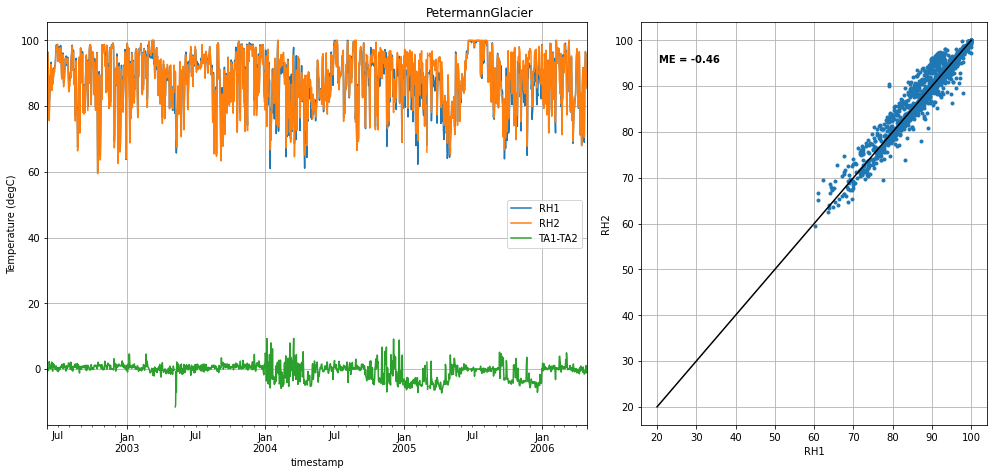 PetermannGlacier
100
80
60
40
20
0
Temperature (degC)
RH1
RH2
TA1-TA2
Jul
Jan
2003
Jul
Jan
2004
Jul
Jan
2005
Jul
Jan
2006
timestamp
ME = -0.46
100
90
80
70
60
50
40
30
20
RH2
20 30 40 50 60 70 80 90 100
RH1